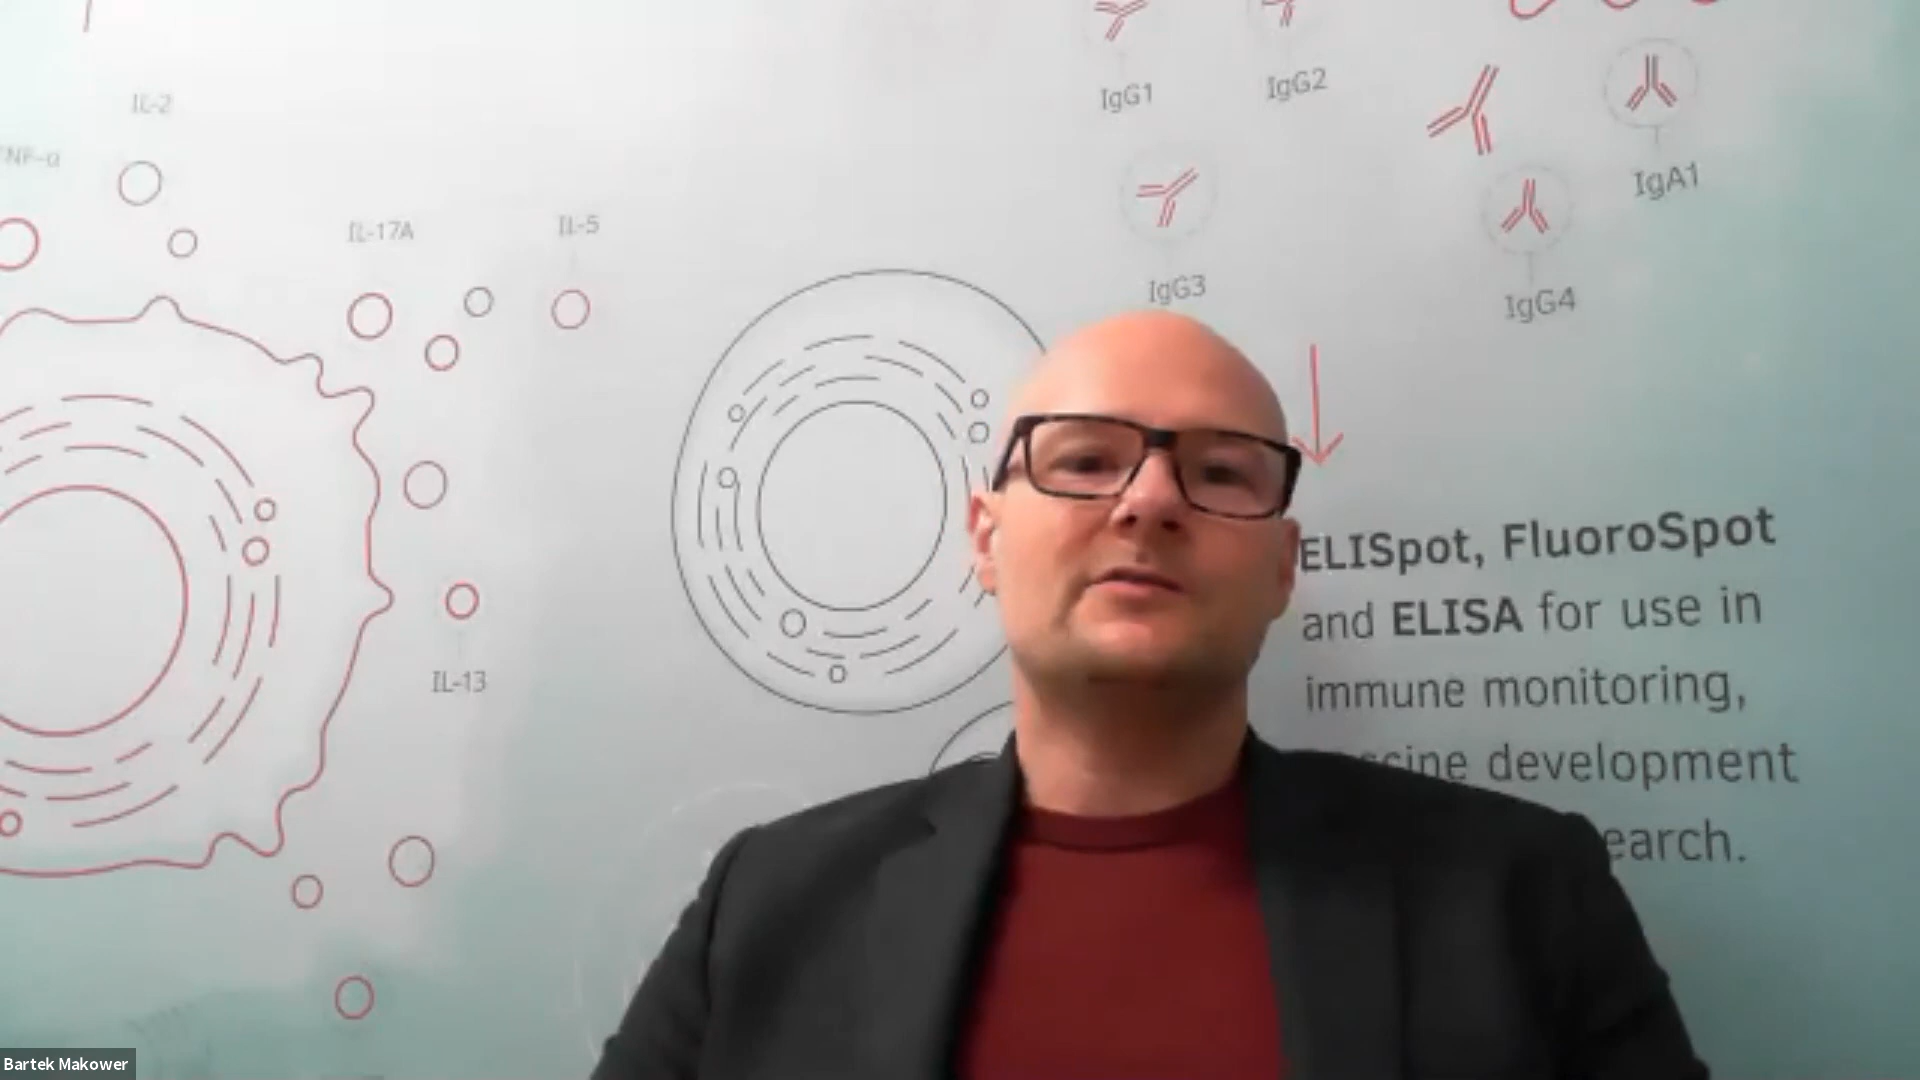 IL-2
NF-α
IL-17A
IL-5
IL-13
IgG1
IgG2
IgG3
IgG4
IgA1
ELISpot, FluoroSpot
and ELISA for use in
immune monitoring,
development
Bartek Makower